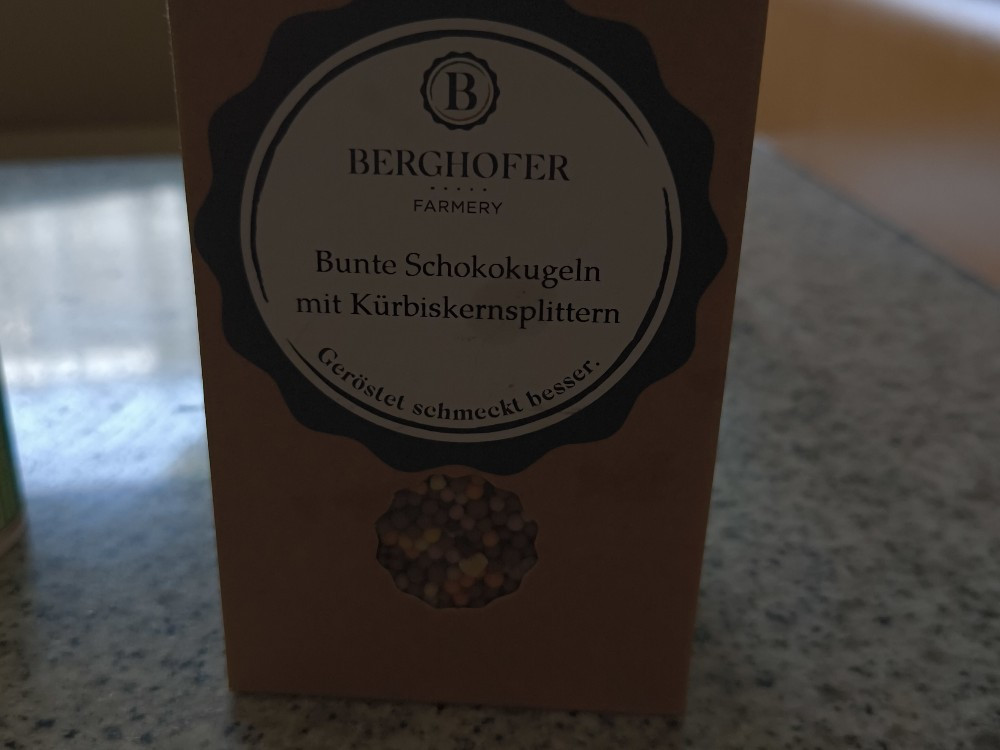 B
BERGHOFER
FARMERY
Bunte Schokokugeln
mit Kürbiskernsplittern
Geröstet schmeckt besser.